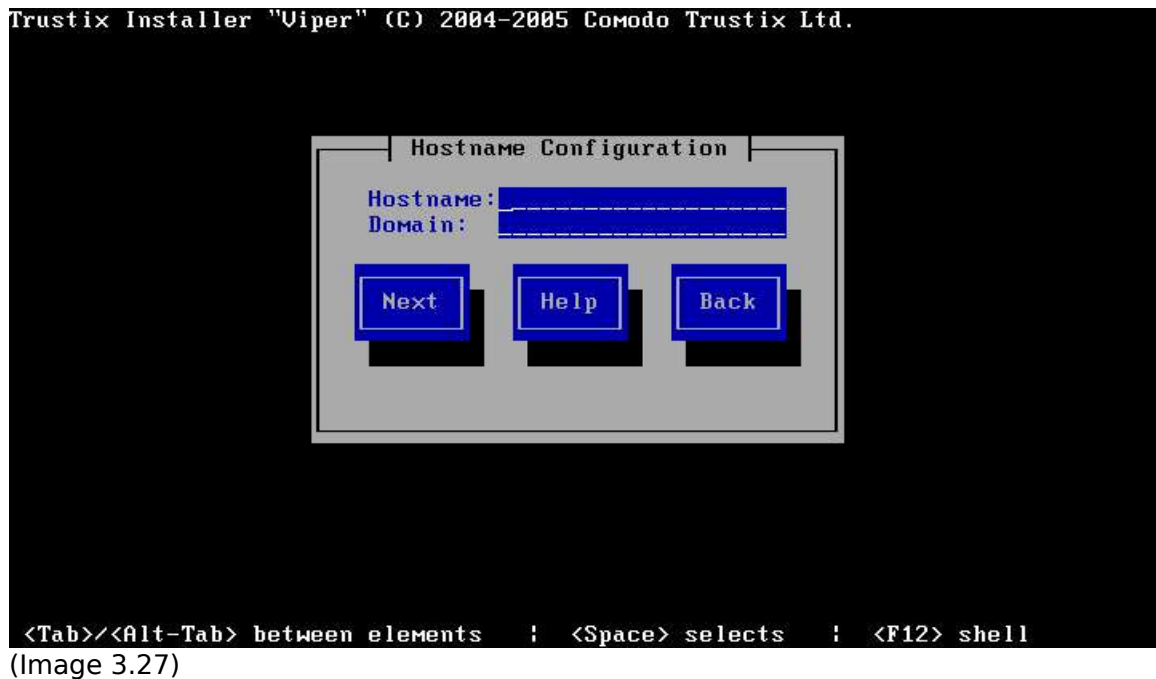 Trustix Installer "Viper" (C) 2004-2005 Comodo Trustix Ltd.
Hostname Configuration
Hostname:
Domain:
Next Help Back
<Tab>/<Alt-Tab> between elements ¦ <Space> selects ¦ <F12> shell
(Image 3.27)